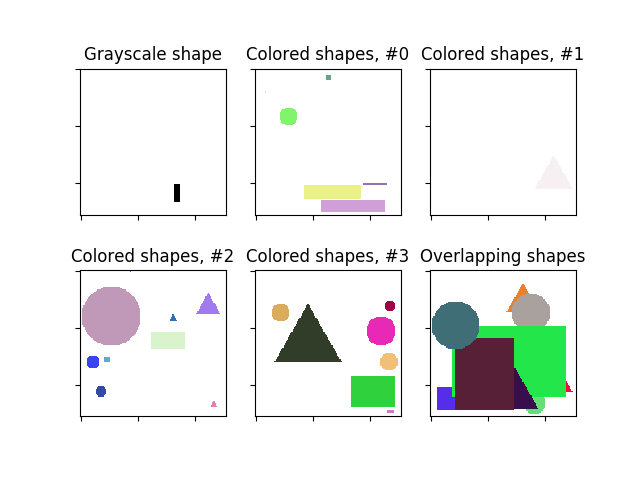 Grayscale shape
Colored shapes, #0
Colored shapes, #1
Colored shapes, #2
Colored shapes, #3
Overlapping shapes